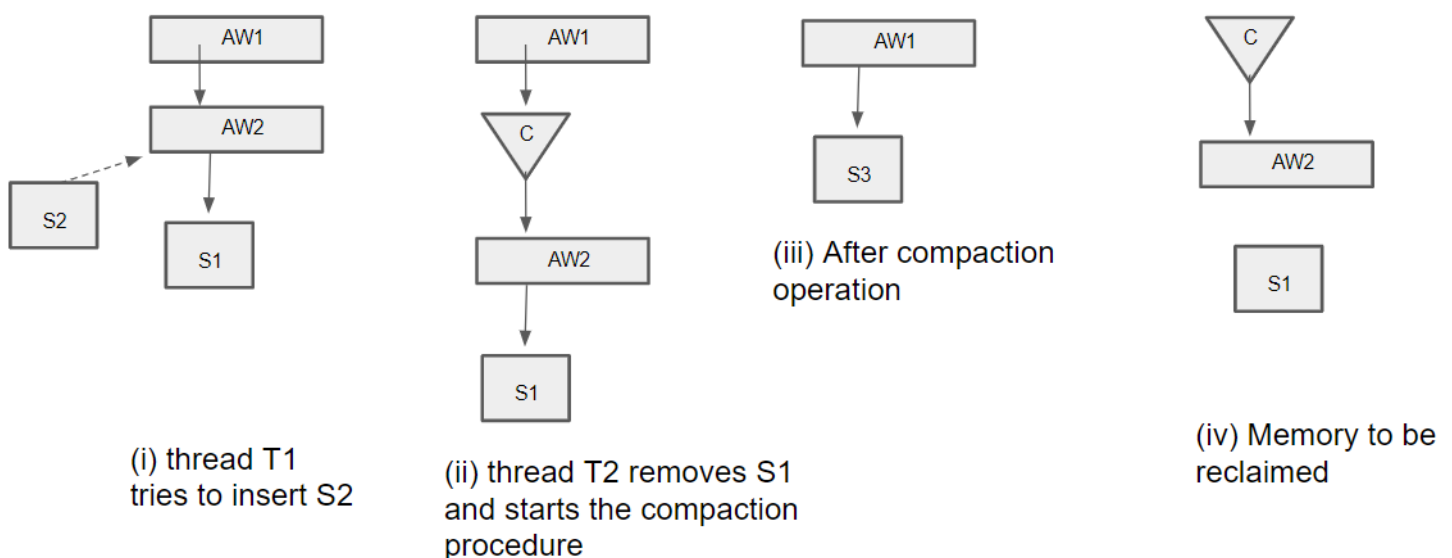 AW1
AW2
S2
S1
(i) thread T1
tries to insert S2
AW1
C
AW2
S1
(ii) thread T2 removes S1
and starts the compaction
procedure
AW1
S3
(iii) After compaction
operation
C
AW2
S1
(iv) Memory to be
reclaimed